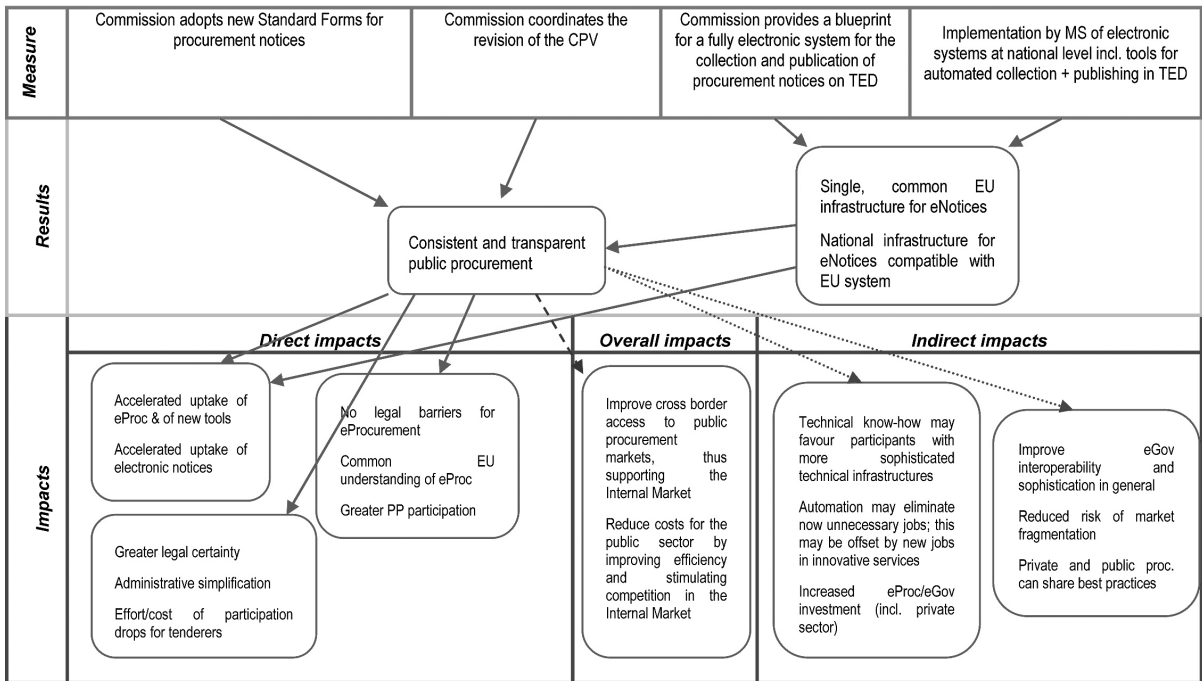 Measure
Commission adopts new Standard Forms for
procurement notices
Commission coordinates the
revision of the CPV
Commission provides a blueprint
for a fully electronic system for the
collection and publication of
procurement notices on TED
Implementation by MS of electronic
systems at national level incl. tools for
automated collection + publishing in TED
Results
Consistent and transparent
public procurement
Single, common EU
infrastructure for eNotices
National infrastructure for
eNotices compatible with
EU system
Impacts
Direct impacts
Overall impacts
Indirect impacts
Accelerated uptake of
eProc & of new tools
Accelerated uptake of
electronic notices
No legal barriers for
eProcurement
Common EU
understanding of eProc
Greater PP participation
Greater legal certainty
Administrative simplification
Effort/cost of participation
drops for tenderers
Improve cross border
access to public
procurement
markets, thus
supporting the
Internal Market
Reduce costs for the
public sector by
improving efficiency
and stimulating
competition in the
Internal Market
Technical know-how may
favour participants with
more sophisticated
technical infrastructures
Automation may eliminate
now unnecessary jobs; this
may be offset by new jobs
in innovative services
Increased eProc/eGov
investment (incl. private
sector)
Improve eGov
interoperability and
sophistication in general
Reduced risk of market
fragmentation
Private and public proc.
can share best practices